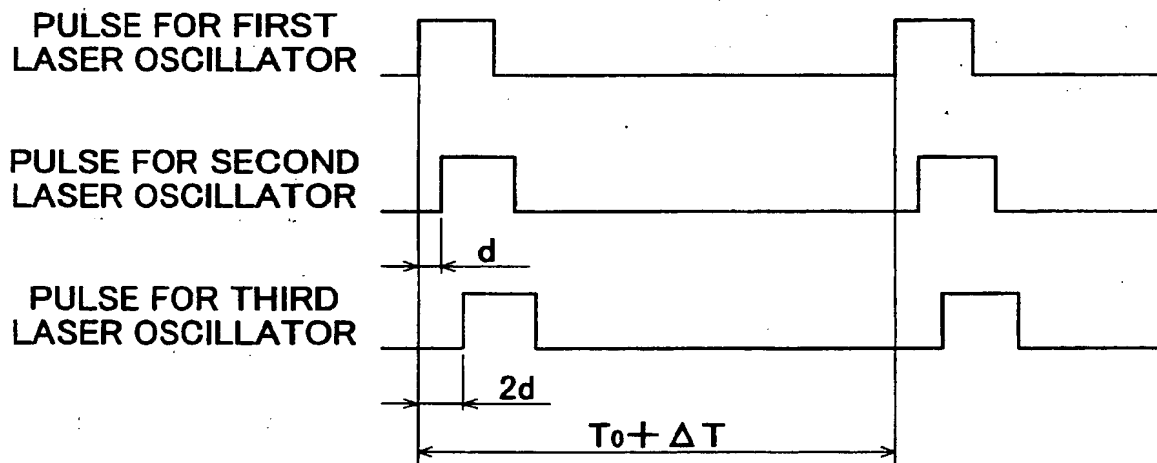 PULSE FOR FIRST
LASER OSCILLATOR
PULSE FOR SECOND
LASER OSCILLATOR
d
PULSE FOR THIRD
LASER OSCILLATOR
2d
T₀+ΔT